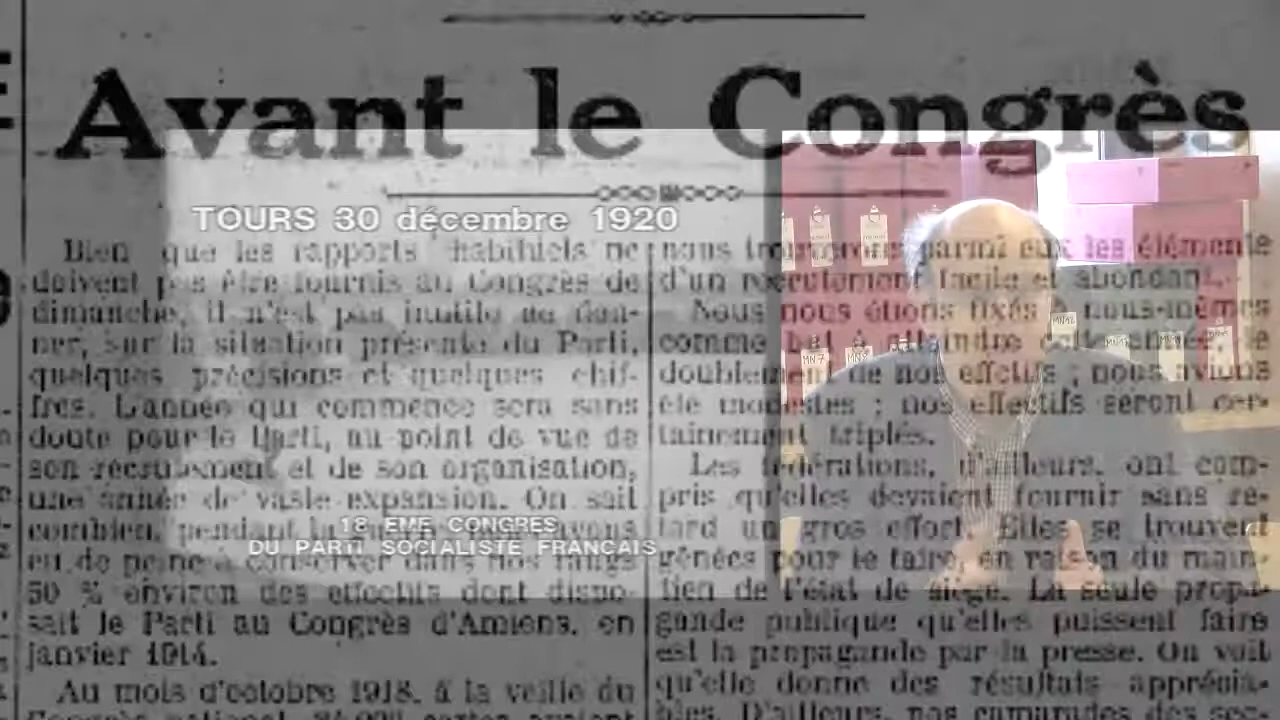 Avant le Congrès
TOURS 30 décembre 1920
Bien que les rapports habituels ne
doivent pas être fournis au Congrès de
dimanche, il n'est pas inutile de don-
ner, sur la situation présente du Parti,
quelques précisions et quelques chif-
fres. L'année qui commence sera sans
doute pour le Parti, au point de vue de
son recrutement et de son organisation,
une année de vaste expansion. On sait
combien, pendant la
18 EME CONGRES
DU PARTI SOCIALISTE FRANCAIS
eu de peine à conserver dans nos rangs
50 % environ des effectifs dont dispo-
sait le Parti au Congrès d'Amiens, en
janvier 1914.
Au mois d'octobre 1918, à la veille du
nous trouverons parmi eux les éléments
d'un recrutement facile et abondant.
Nous nous étions fixés nous-mêmes
comme but à atteindre cette année, le
doublement de nos effectifs ; nous avions
été modestes ; nos effectifs seront cer-
tainement triplés.
Les fédérations, d'ailleurs, ont com-
pris qu'elles devaient fournir sans re-
tard un gros effort. Elles se trouvent
gênées pour le faire, en raison du main-
tien de l'état de siège. La seule propa-
gande publique qu'elles puissent faire
est la propagande par la presse. On voit
qu'elle donne des résultats apprécia-
bles. D'ailleurs, nos camarades des sec-
MN7